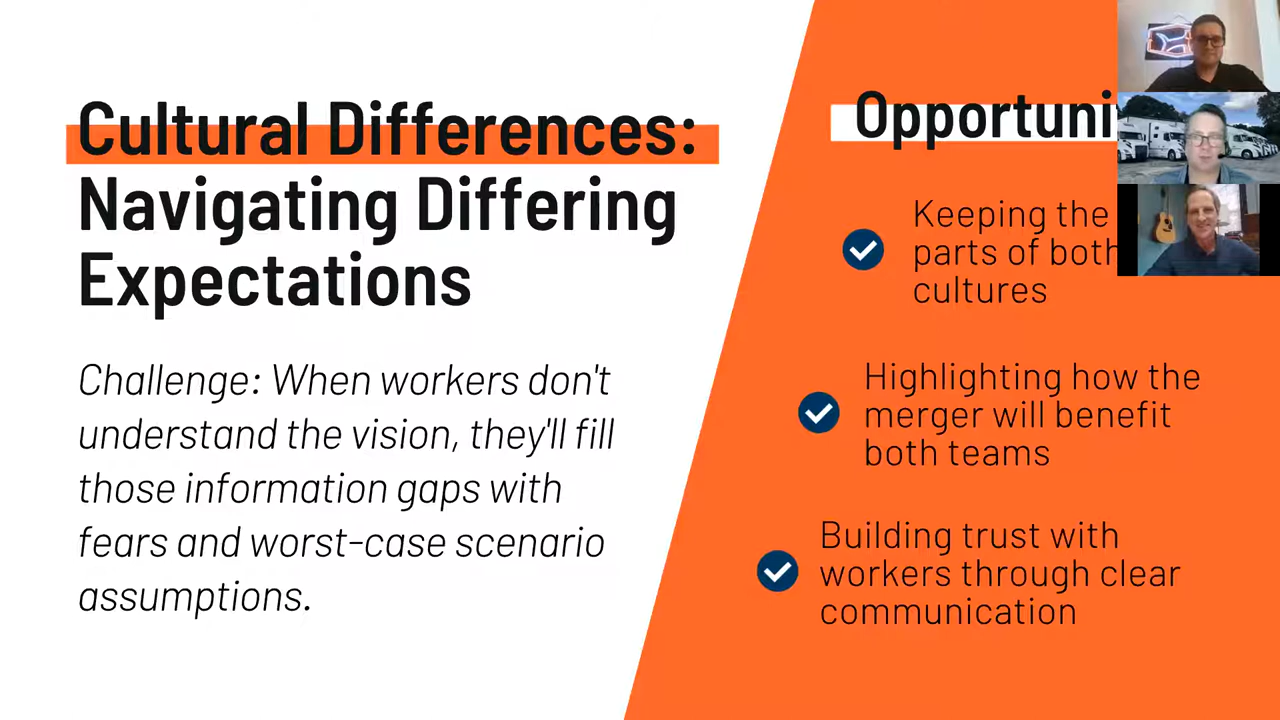 Cultural Differences:
Navigating Differing
Expectations
Challenge: When workers don't
understand the vision, they'll fill
those information gaps with
fears and worst-case scenario
assumptions.
Opportuni
Keeping the
parts of both
cultures
Highlighting how the
merger will benefit
both teams
Building trust with
workers through clear
communication